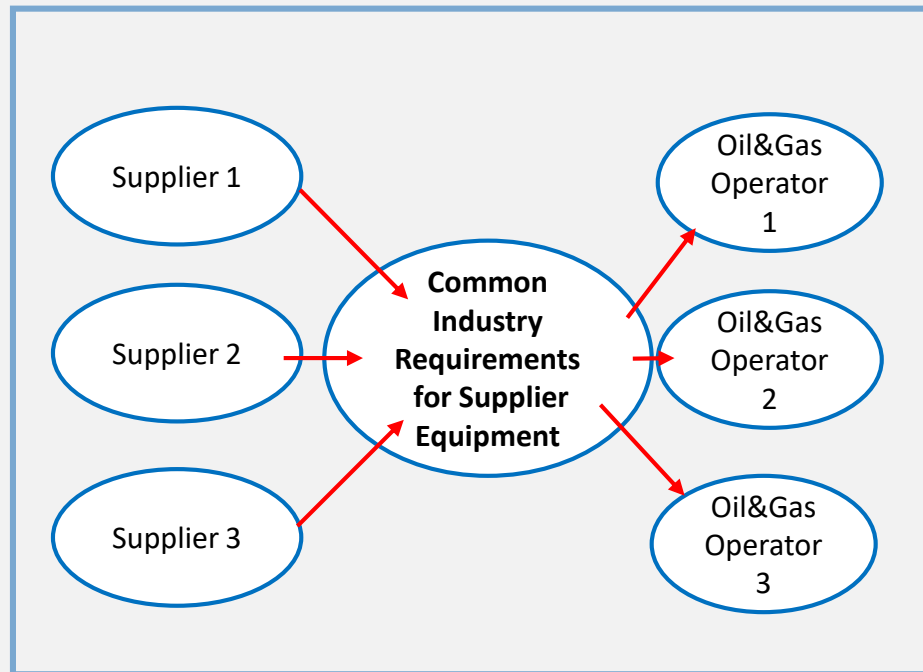 Supplier 1
Supplier 2
Supplier 3
Common
Industry
Requirements
for Supplier
Equipment
Oil&Gas
Operator
1
Oil&Gas
Operator
2
Oil&Gas
Operator
3